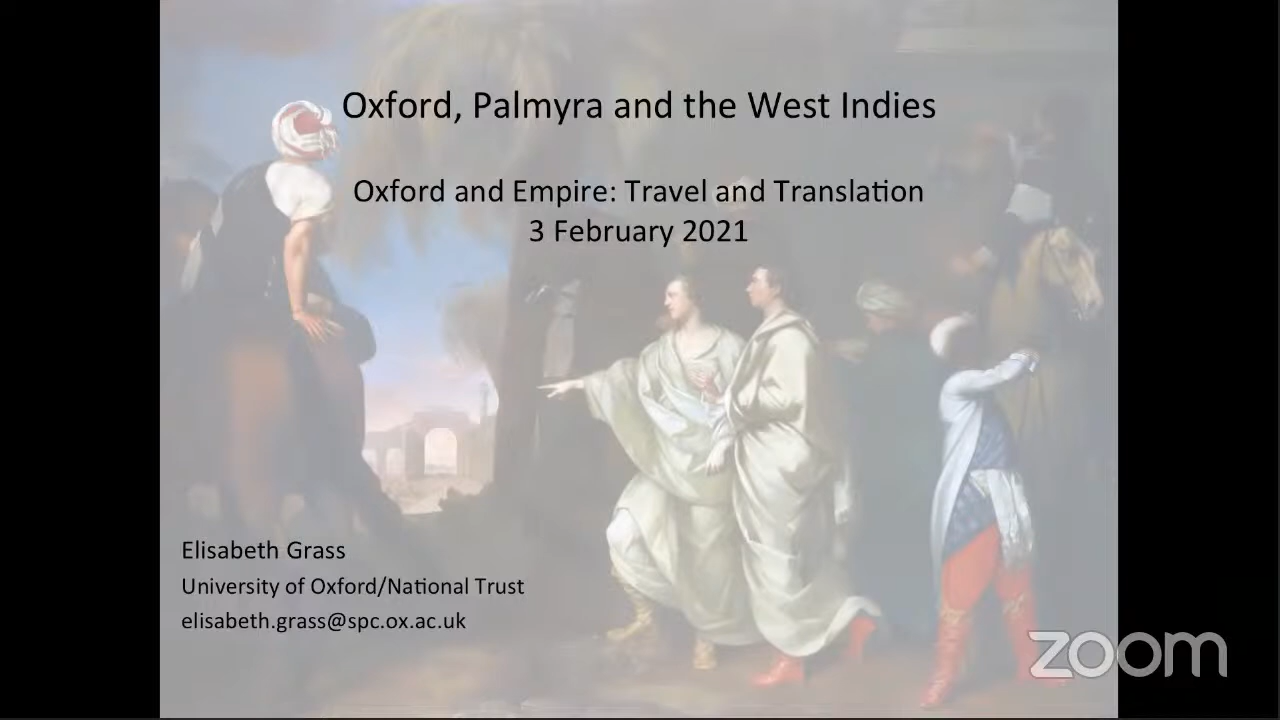 Oxford, Palmyra and the West Indies
Oxford and Empire: Travel and Translation
3 February 2021
Elisabeth Grass
University of Oxford/National Trust
elisabeth.grass@spc.ox.ac.uk
zoom